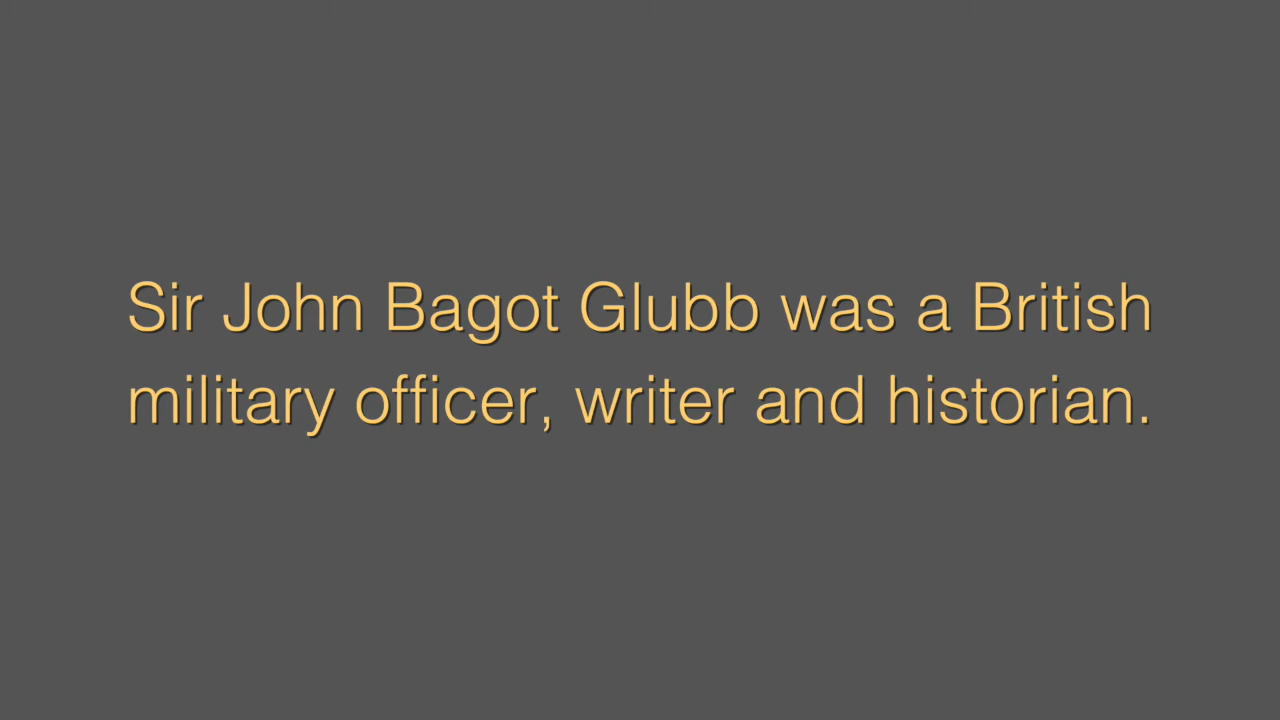 Sir John Bagot Glubb was a British
military officer, writer and historian.